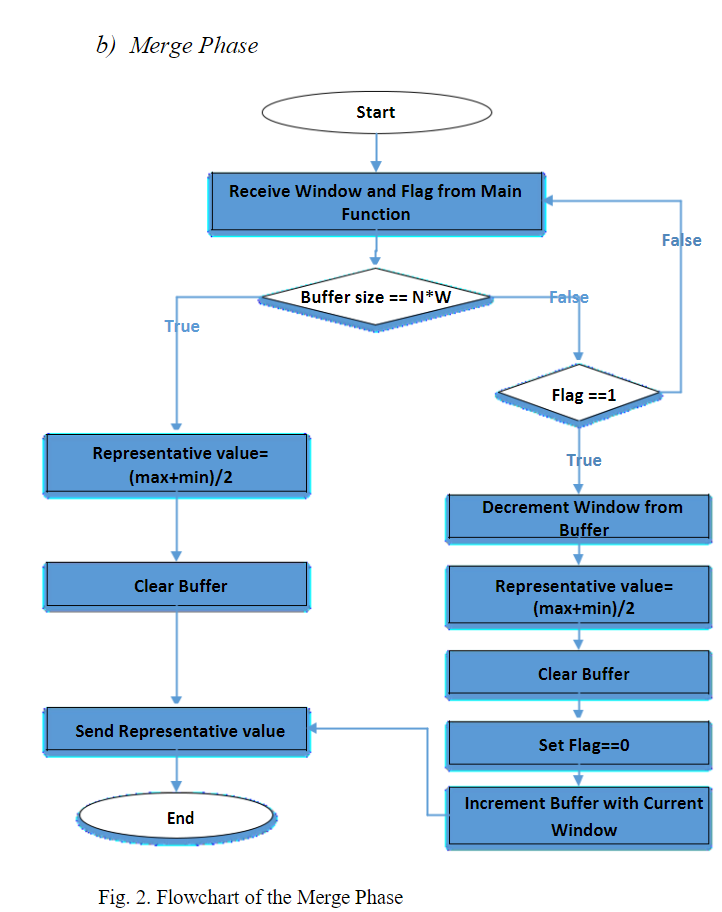 b) Merge Phase
Start
Receive Window and Flag from Main
Function
False
Buffer size == N*W
False
True
Flag ==1
True
Representative value=
(max+min)/2
Decrement Window from
Buffer
Clear Buffer
Representative value=
(max+min)/2
Clear Buffer
Send Representative value
Set Flag==0
Increment Buffer with Current
Window
End
Fig. 2. Flowchart of the Merge Phase